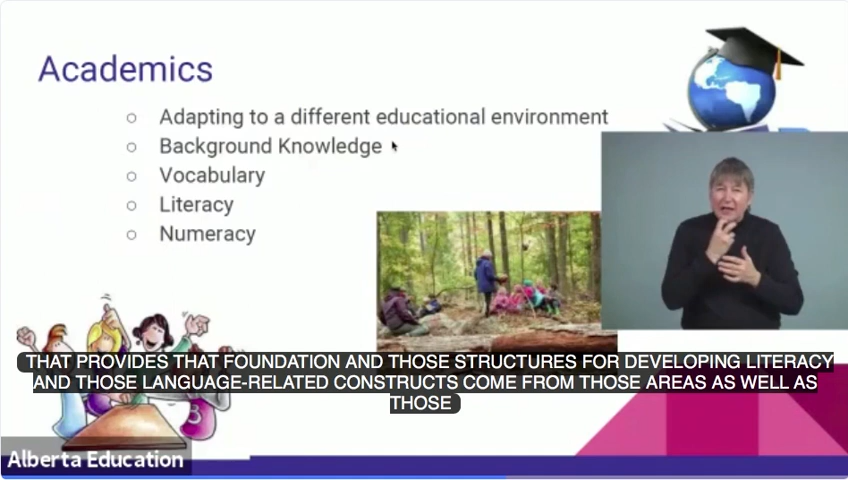 Academics
○ Adapting to a different educational environment
○ Background Knowledge
○ Vocabulary
○ Literacy
○ Numeracy
THAT PROVIDES THAT FOUNDATION AND THOSE STRUCTURES FOR DEVELOPING LITERACY
AND THOSE LANGUAGE-RELATED CONSTRUCTS COME FROM THOSE AREAS AS WELL AS
THOSE
Alberta Education